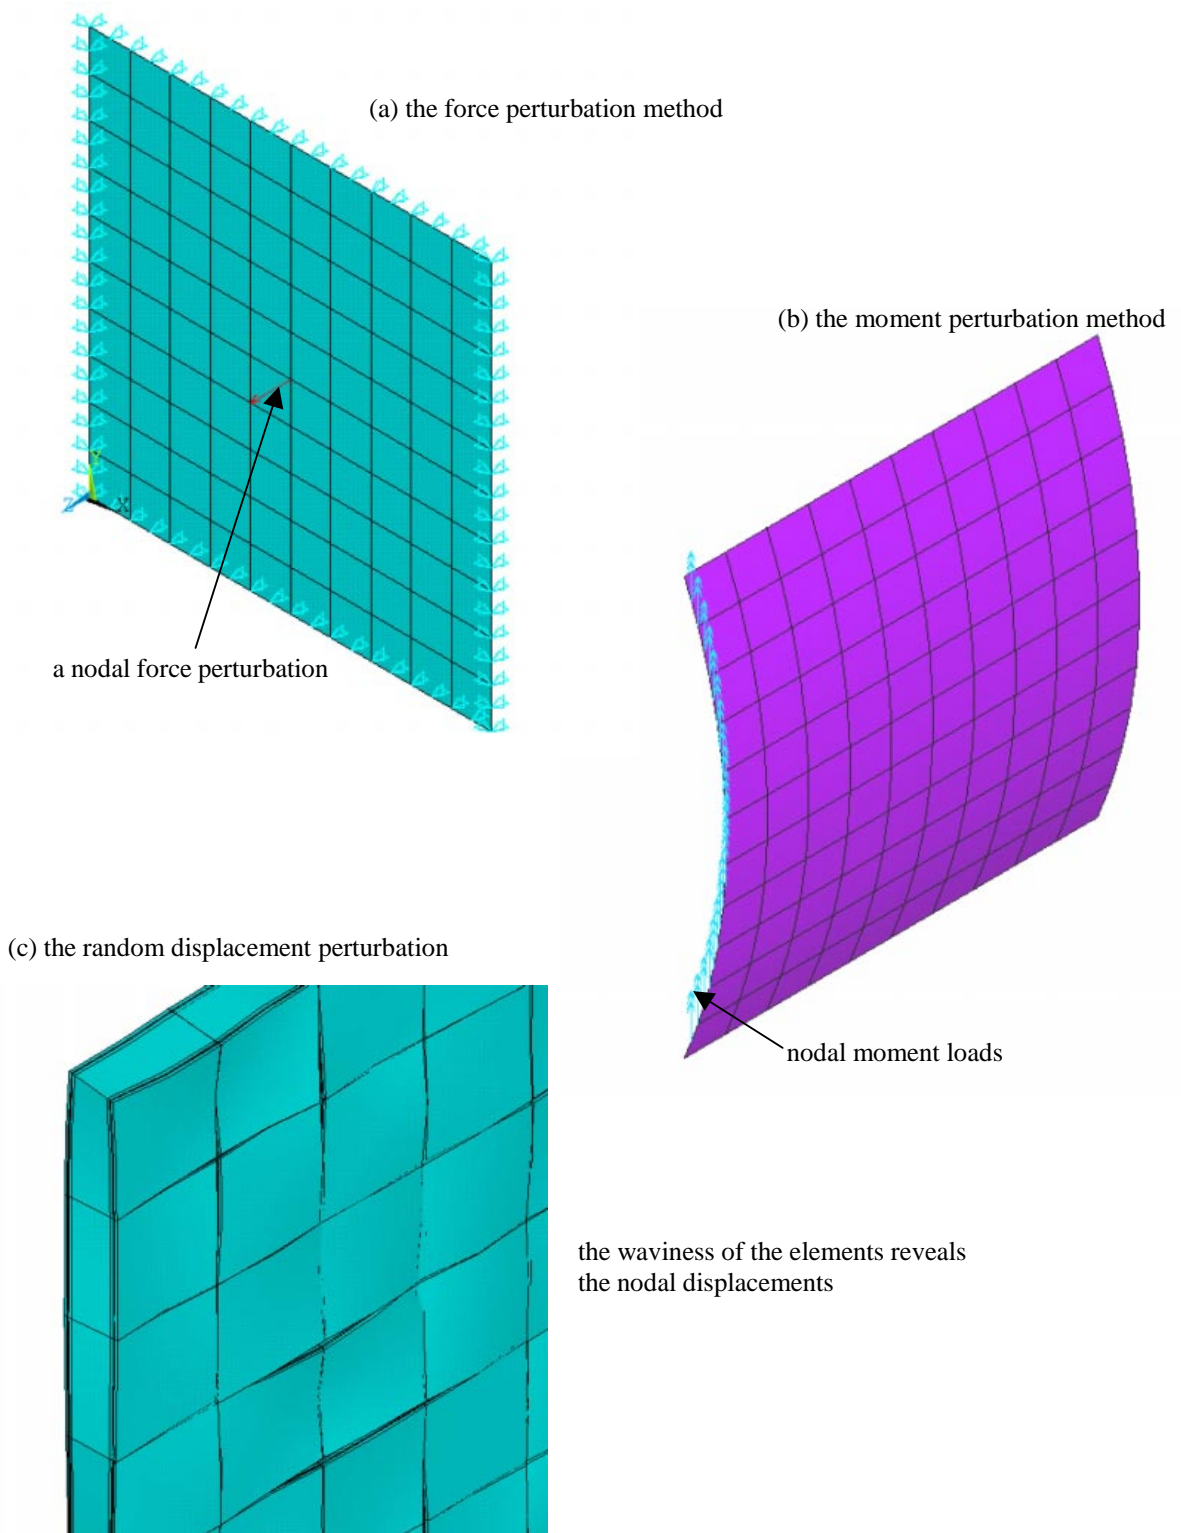 (a) the force perturbation method
(b) the moment perturbation method
Y
Z
X
a nodal force perturbation
(c) the random displacement perturbation
nodal moment loads
the waviness of the elements reveals
the nodal displacements